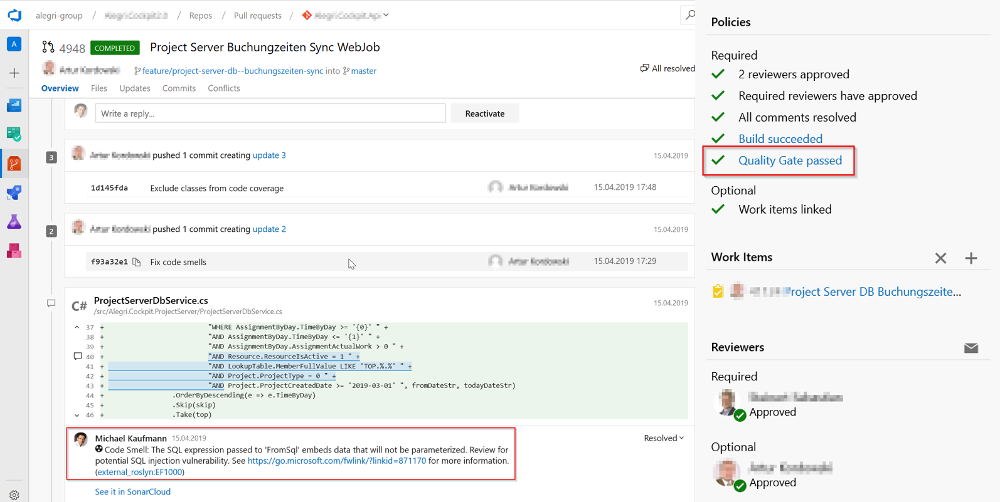 alegri-group / / Repos / Pull requests /
A
4948 COMPLETED Project Server Buchungzeiten Sync WebJob
feature/project-server-db--buchungszeiten-sync into master
All resolved
Overview Files Updates Commits Conflicts
Write a reply...
Reactivate
3
pushed 1 commit creating update 3
15.04.2019
1d145fda Exclude classes from code coverage
15.04.2019 17:48
2
pushed 1 commit creating update 2
15.04.2019
f93a32e1 Fix code smells
15.04.2019 17:29
C# ProjectServerDbService.cs
/src/Alegri.Cockpit.ProjectServer/ProjectServerDbService.cs
15.04.2019
37 + "WHERE AssignmentByDay.TimeByDay >= '{0}' " +
38 + "AND AssignmentByDay.TimeByDay <= '{1}' " +
39 + "AND AssignmentByDay.AssignmentActualWork > 0 " +
40 + "AND Resource.ResourceIsActive = 1 " +
41 + "AND LookupTable.MemberFullValue LIKE 'TOP.%.%' " +
42 + "AND Project.ProjectType = 0 " +
43 + "AND Project.ProjectCreatedDate >= '2019-03-01' ", fromDateStr, todayDateStr)
44 + .OrderByDescending(e => e.TimeByDay)
45 + .Skip(skip)
46 + .Take(top)
Michael Kaufmann 15.04.2019
Resolved
Code Smell: The SQL expression passed to 'FromSql' embeds data that will not be parameterized. Review for
potential SQL injection vulnerability. See https://go.microsoft.com/fwlink/?linkid=871170 for more information.
(external_roslyn:EF1000)
See it in SonarCloud
Policies
Required
2 reviewers approved
Required reviewers have approved
All comments resolved
Build succeeded
Quality Gate passed
Optional
Work items linked
Work Items
roject Server DB Buchungszeite...
Reviewers
Required
Approved
Optional
Approved